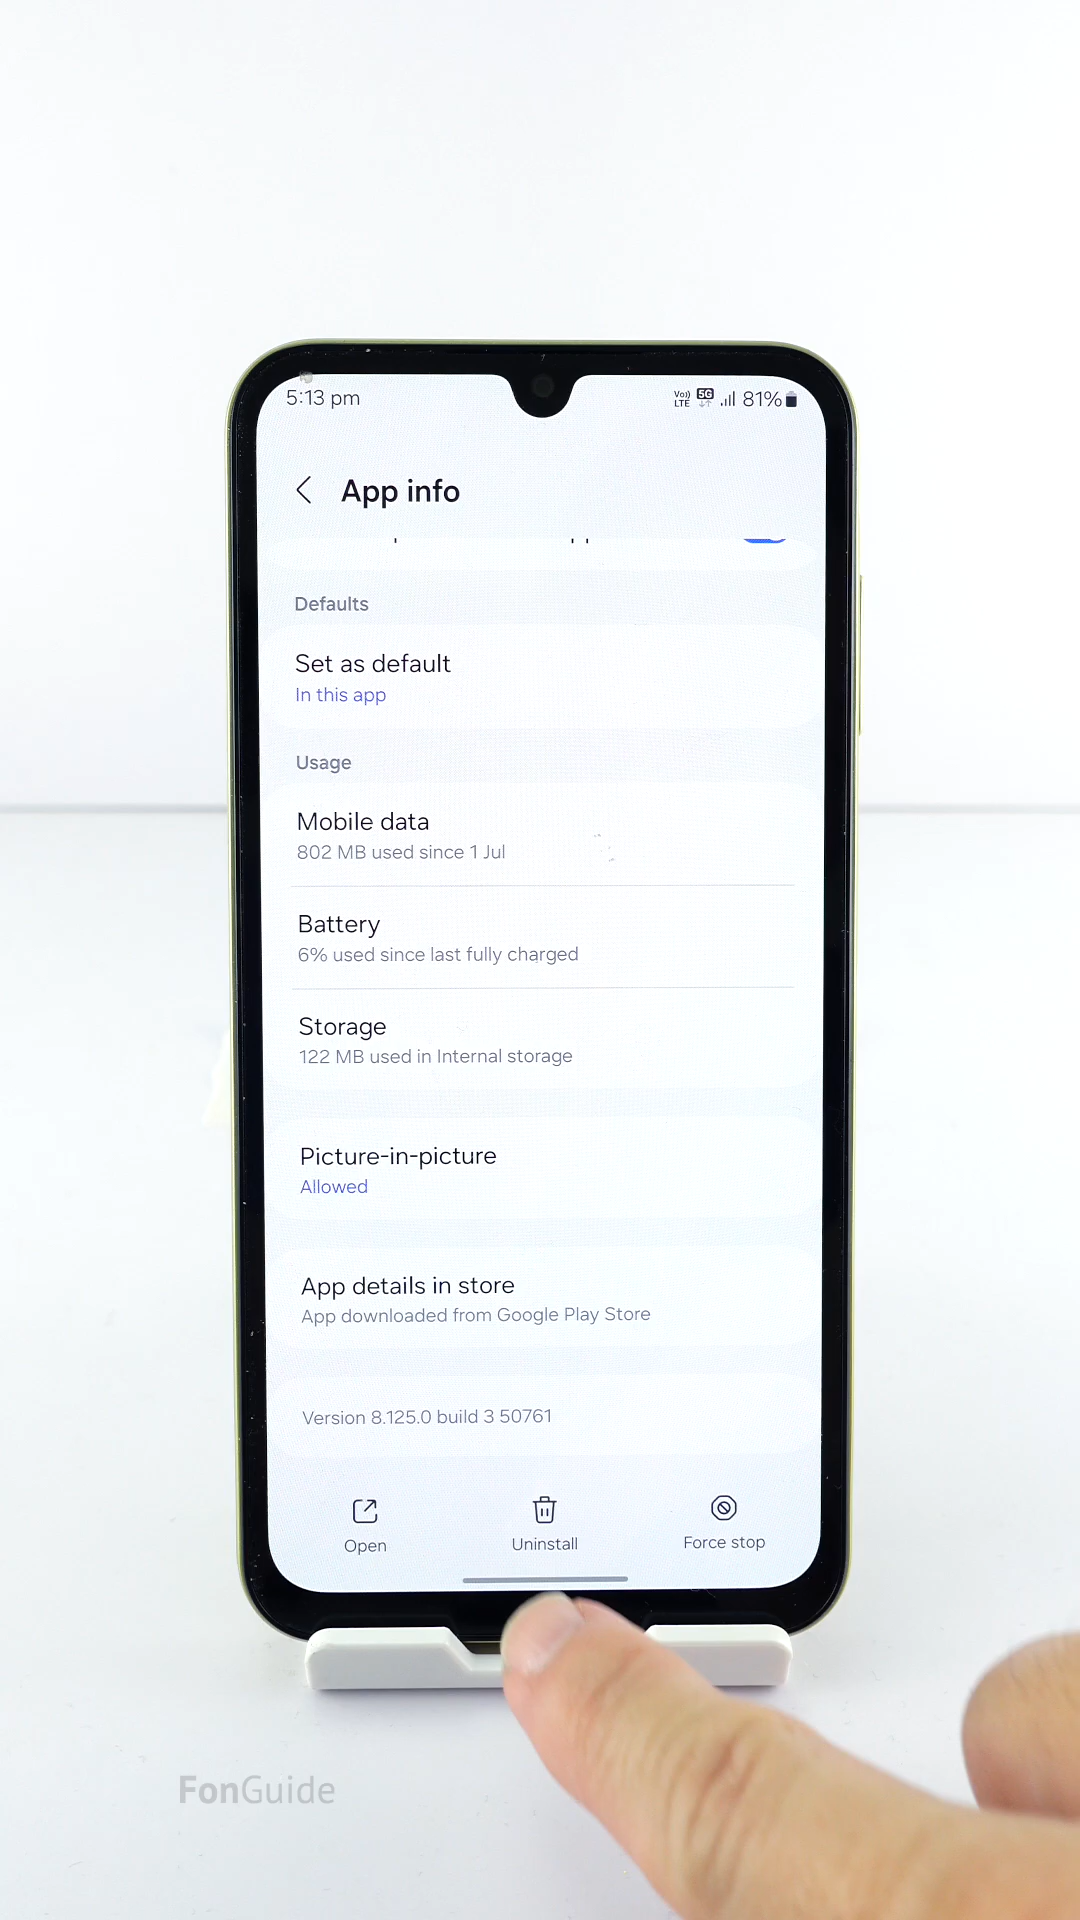 5:13 pm
Vo)) LTE 5G 81%
App info
Defaults
Set as default
In this app
Usage
Mobile data
802 MB used since 1 Jul
Battery
6% used since last fully charged
Storage
122 MB used in Internal storage
Picture-in-picture
Allowed
App details in store
App downloaded from Google Play Store
Version 8.125.0 build 3 50761
Open Uninstall Force stop
FonGuide